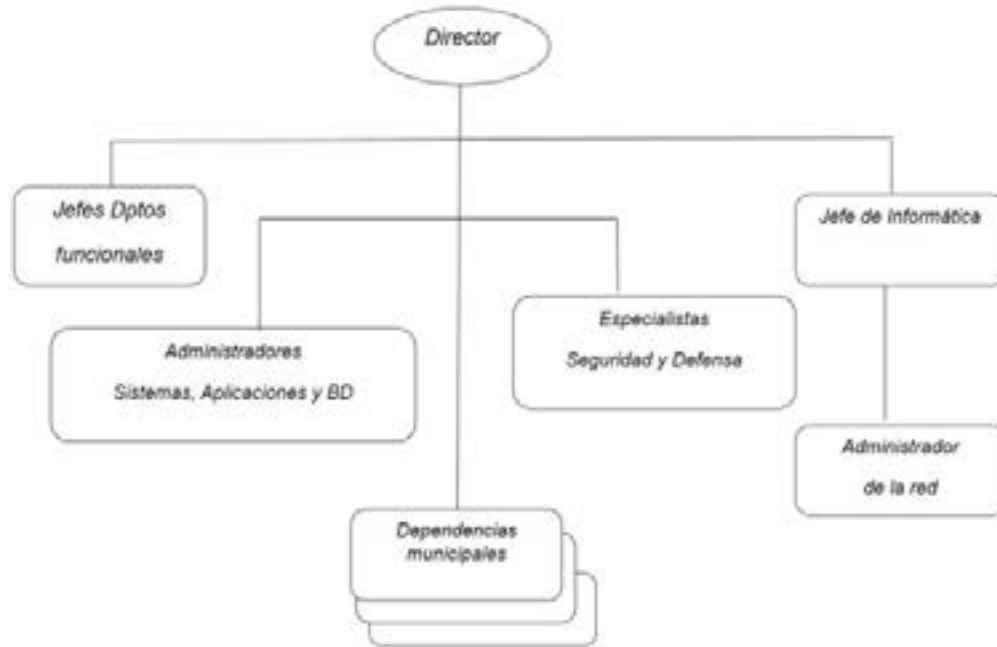 Director
Jefes Dptos
funcionales
Jefe de Informática
Administradores
Sistemas, Aplicaciones y BD
Especialistas
Seguridad y Defensa
Administrador
de la red
Dependencias
municipales